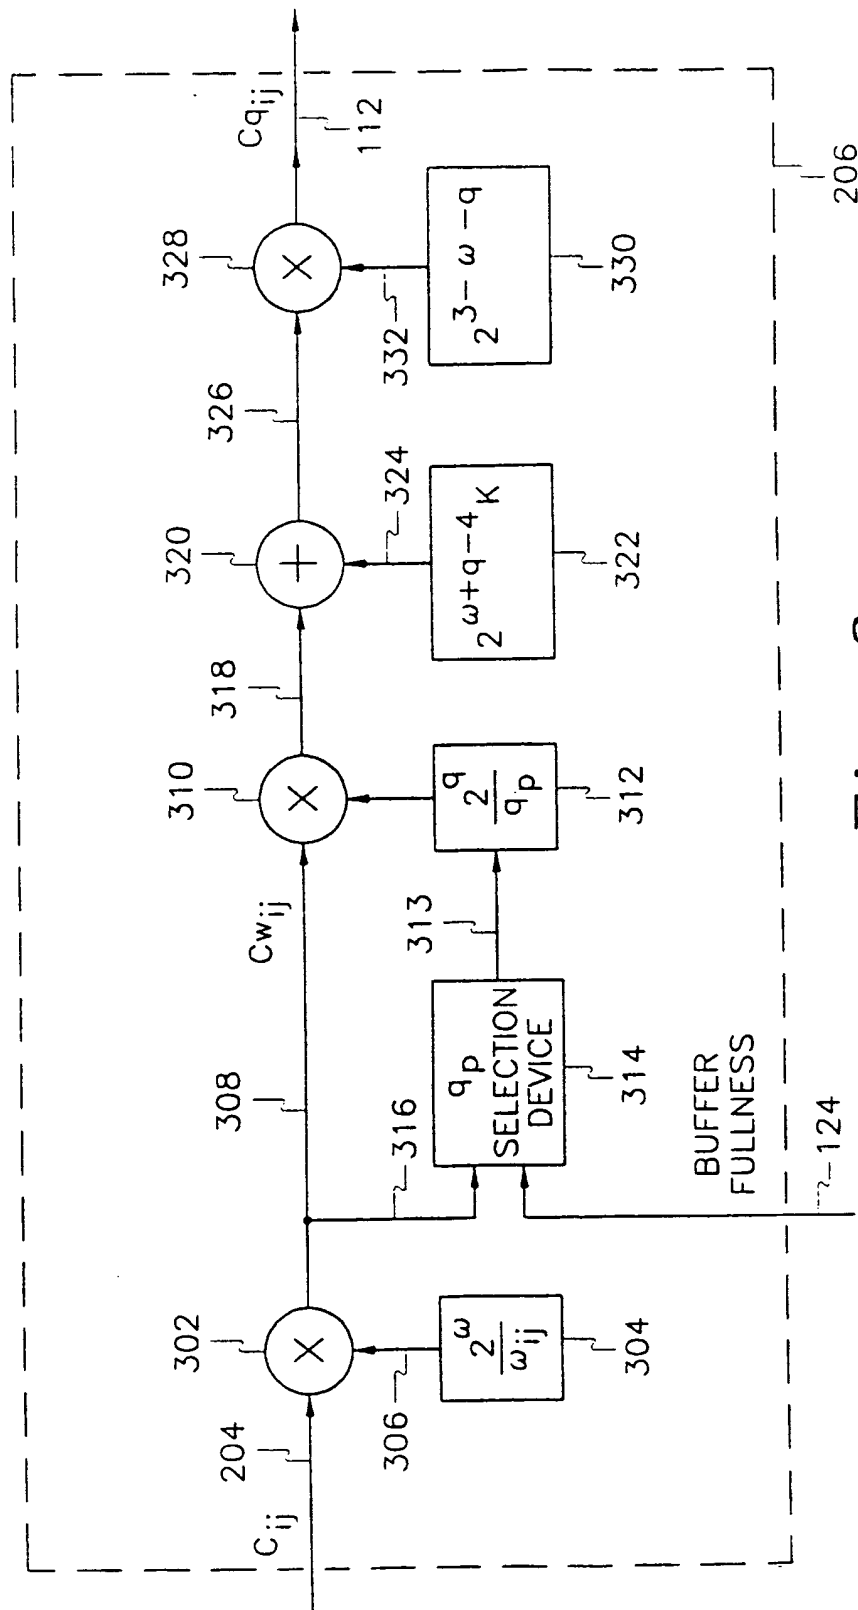 C_ij
204
302
306
2^ω / ω_ij
304
308
316
Cw_ij
q_p
SELECTION
DEVICE
314
BUFFER
FULLNESS
124
313
310
2^q / q_p
312
318
320
324
2^ω+q-4 K
322
326
328
332
2^3-ω-q
330
Cq_ij
112
206